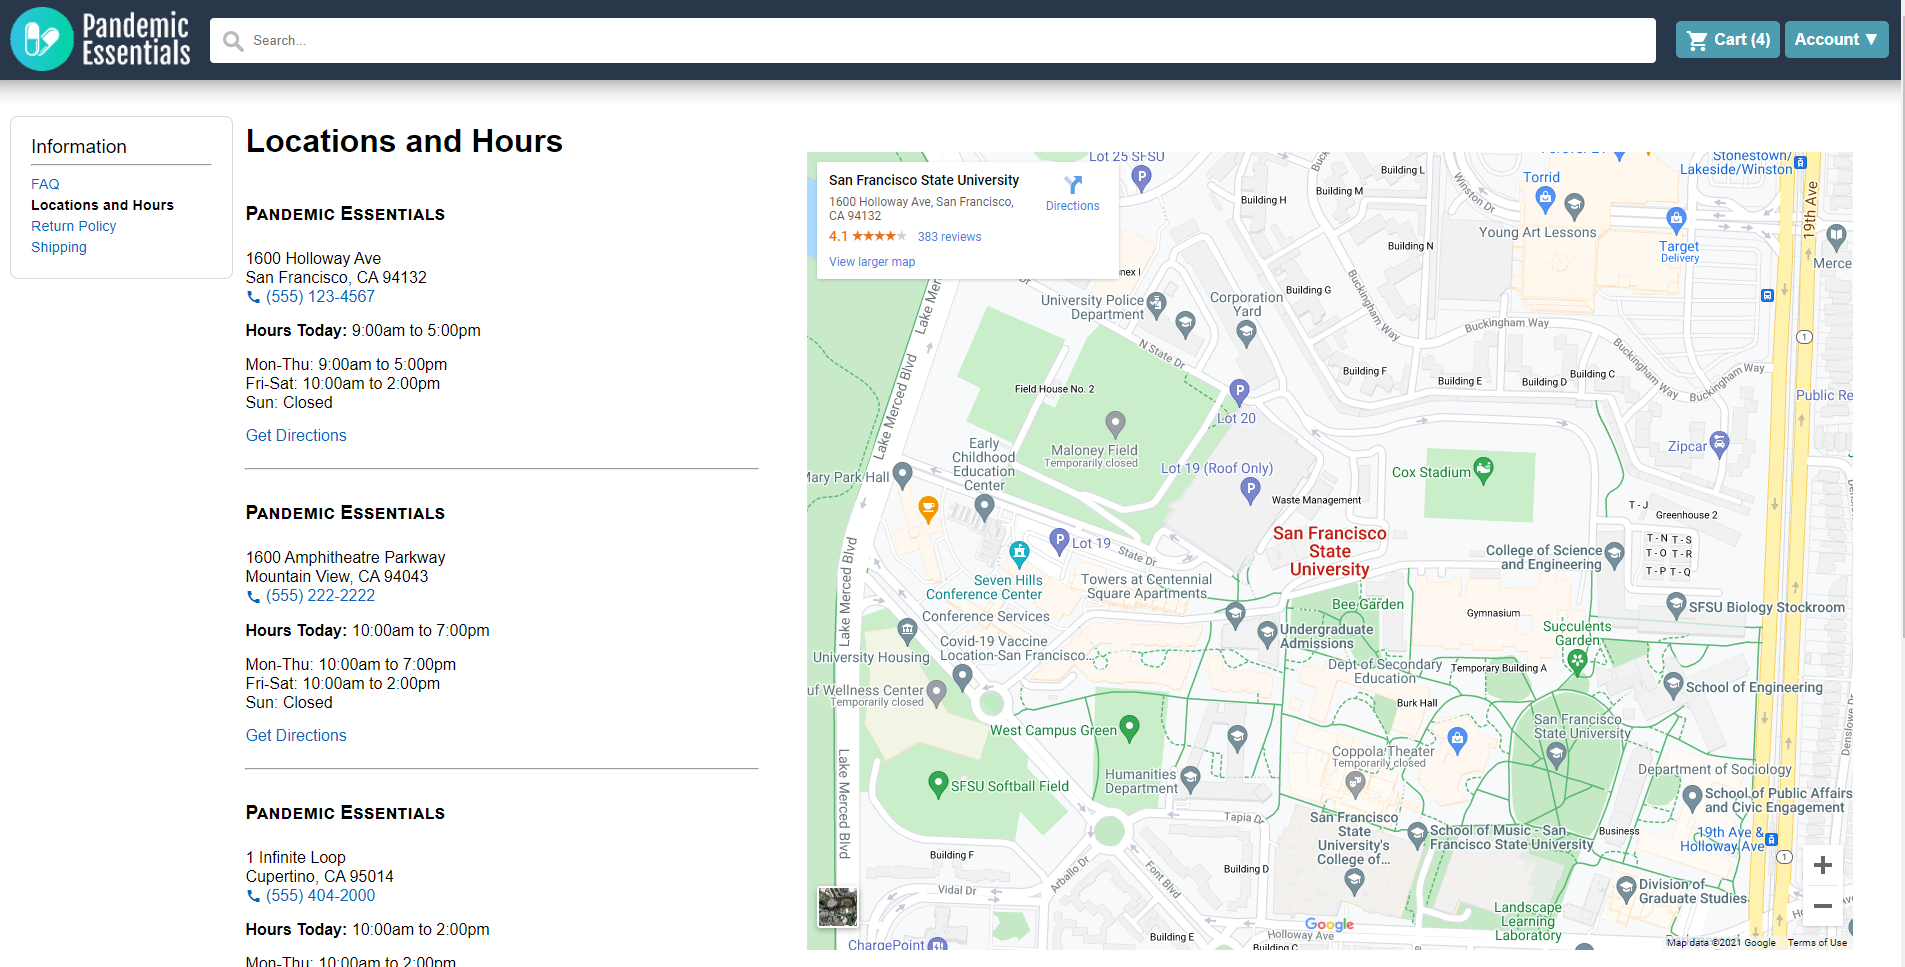 Pandemic
Essentials
Search...
Cart (4)
Account ▼
Information
FAQ
Locations and Hours
Return Policy
Shipping
Locations and Hours
PANDEMIC ESSENTIALS
1600 Holloway Ave
San Francisco, CA 94132
(555) 123-4567
Hours Today: 9:00am to 5:00pm
Mon-Thu: 9:00am to 5:00pm
Fri-Sat: 10:00am to 2:00pm
Sun: Closed
Get Directions
PANDEMIC ESSENTIALS
1600 Amphitheatre Parkway
Mountain View, CA 94043
(555) 222-2222
Hours Today: 10:00am to 7:00pm
Mon-Thu: 10:00am to 7:00pm
Fri-Sat: 10:00am to 2:00pm
Sun: Closed
Get Directions
PANDEMIC ESSENTIALS
1 Infinite Loop
Cupertino, CA 95014
(555) 404-2000
Hours Today: 10:00am to 2:00pm
Mon-Thu: 10:00am to 2:00pm
San Francisco State University
1600 Holloway Ave, San Francisco,
CA 94132
4.1
383 reviews
View larger map
Directions
Lot 25 SFSU
P
Building L
Building M
Building H
Winston Dr
Torrid
Stonestown/
Lakeside/Winston
19th Ave
Young Art Lessons
Target
Delivery
Merce
Building N
nex I
Building G
University Police
Department
Corporation
Yard
Lake Merced Blvd
Buckingham Way
Buckingham Way
Buckingham Way
Buckingham Way
1
N State Dr
Building F
Building E
Building D
Building C
Field House No. 2
P
Lot 20
Public Re
Maloney Field
Temporarily closed
Early
Childhood
Education
Center
Lot 19 (Roof Only)
P
Cox Stadium
Zipcar
Mary Park Hall
Waste Management
T-J
Greenhouse 2
San Francisco
State
University
P
Lot 19
State Dr
College of Science
and Engineering
T-N T-S
T-O T-R
T-P T-Q
Lake Merced Blvd
Seven Hills
Conference Center
Towers at Centennial
Square Apartments
Bee Garden
Gymnasium
SFSU Biology Stockroom
Conference Services
Undergraduate
Admissions
Succulents
Garden
Covid-19 Vaccine
Location-San Francisco...
University Housing
Dept of Secondary
Education
Temporary Building A
School of Engineering
uf Wellness Center
Temporarily closed
Burk Hall
West Campus Green
San Francisco
State University
Coppola Theater
Temporarily closed
Humanities
Department
Department of Sociology
SFSU Softball Field
School of Public Affairs
and Civic Engagement
Lake Merced Blvd
Tapia Dr
San Francisco
State
University's
College of...
School of Music - San
Francisco State University
Business
19th Ave &
Holloway Ave
1
Building F
Vidal Dr
Arballo Dr
Font Blvd
Building D
Division of
Graduate Studies
Landscape
Learning
Laboratory
Google
Holloway Ave
Building E
Building C
ChargePoint
Map data ©2021 Google
Terms of Use